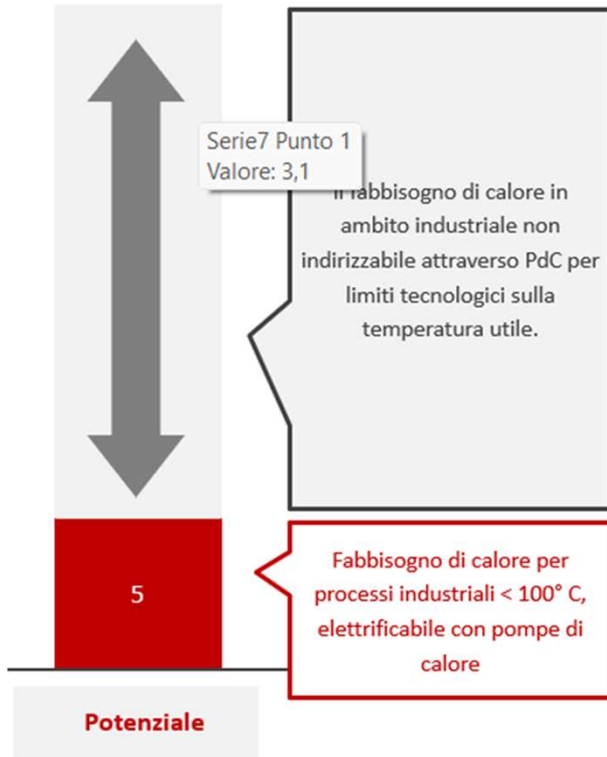 Serie7 Punto 1
Valore: 3,1
Il fabbisogno di calore in
ambito industriale non
indirizzabile attraverso PdC per
limiti tecnologici sulla
temperatura utile.
5
Fabbisogno di calore per
processi industriali < 100° C,
elettrificabile con pompe di
calore
Potenziale